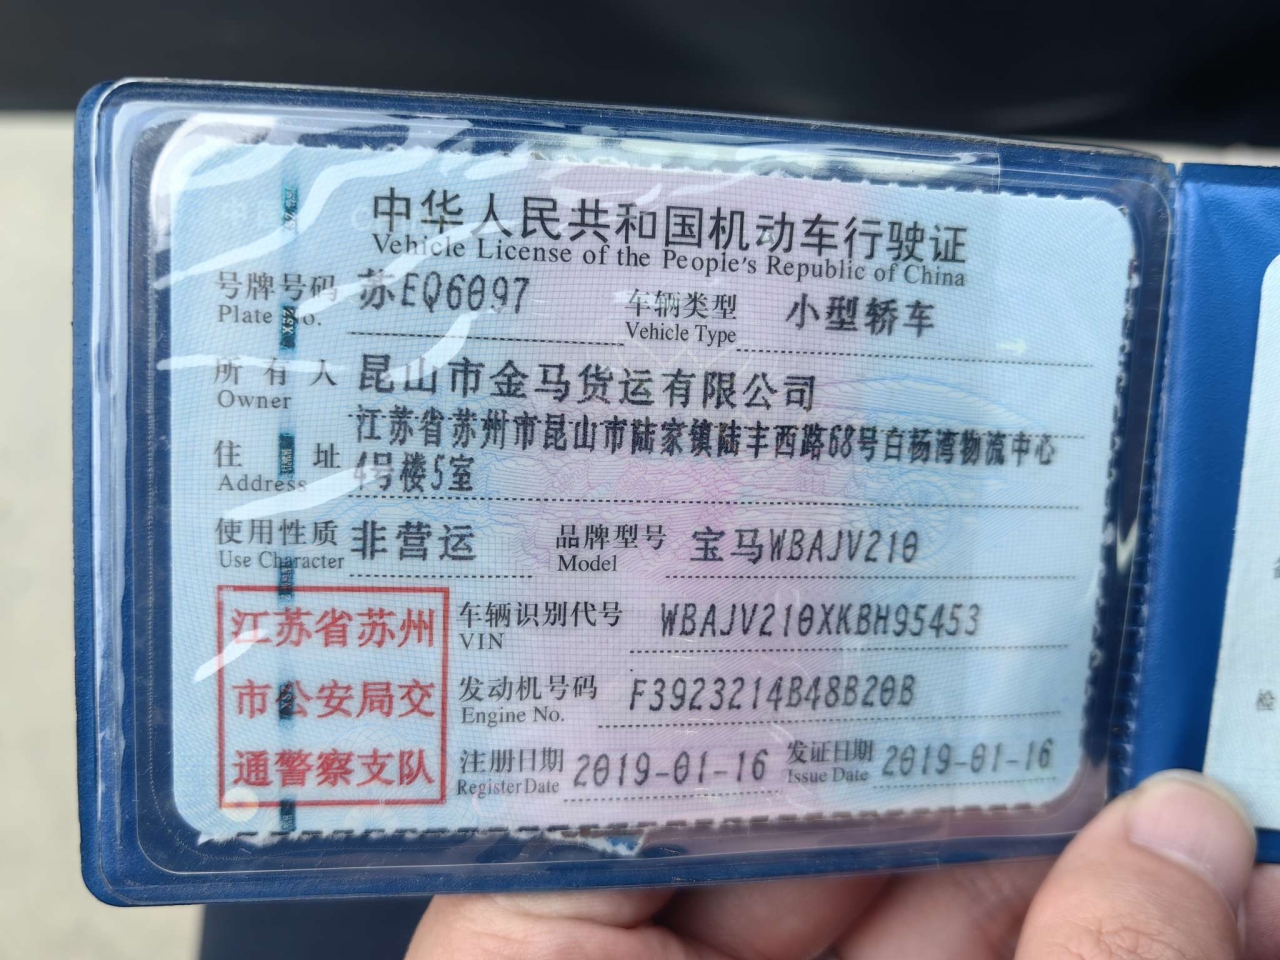 中华人民共和国机动车行驶证
Vehicle License of the People's Republic of China
号牌号码 苏EQ6097 车辆类型 小型轿车
Plate No. Vehicle Type
所有人 昆山市金马货运有限公司
Owner
江苏省苏州市昆山市陆家镇陆丰西路68号白杨湾物流中心
住址 4号楼5室
Address
使用性质 非营运 品牌型号 宝马WBAJV210
Use Character Model
江苏省苏州
市公安局交
通警察支队
车辆识别代号 WBAJV210XKBH95453
VIN
发动机号码 F3923214B48B20B
Engine No.
注册日期 2019-01-16 发证日期 2019-01-16
Register Date Issue Date
检